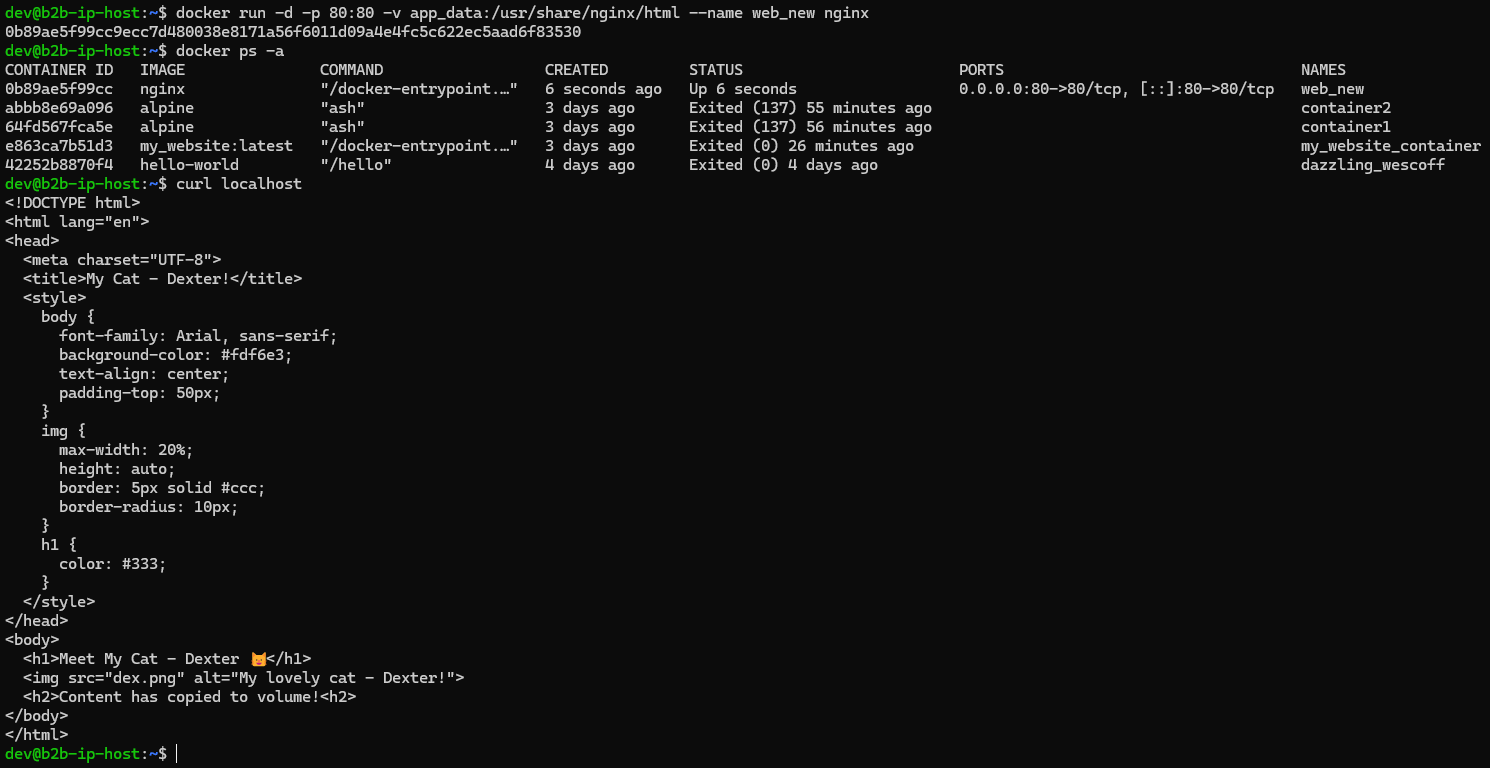 dev@b2b-ip-host:~$ docker run -d -p 80:80 -v app_data:/usr/share/nginx/html --name web_new nginx
0b89ae5f99cc9ecc7d480038e8171a56f6011d09a4e4fc5c622ec5aad6f83530
dev@b2b-ip-host:~$ docker ps -a
CONTAINER ID   IMAGE               COMMAND                  CREATED         STATUS                        PORTS                                 NAMES
0b89ae5f99cc   nginx               "/docker-entrypoint.…"   6 seconds ago   Up 6 seconds                  0.0.0.0:80->80/tcp, [::]:80->80/tcp   web_new
abbb8e69a096   alpine              "ash"                    3 days ago      Exited (137) 55 minutes ago                                         container2
64fd567fca5e   alpine              "ash"                    3 days ago      Exited (137) 56 minutes ago                                         container1
e863ca7b51d3   my_website:latest   "/docker-entrypoint.…"   3 days ago      Exited (0) 26 minutes ago                                           my_website_container
42252b8870f4   hello-world         "/hello"                 4 days ago      Exited (0) 4 days ago                                               dazzling_wescoff
dev@b2b-ip-host:~$ curl localhost
<!DOCTYPE html>
<html lang="en">
<head>
  <meta charset="UTF-8">
  <title>My Cat - Dexter!</title>
  <style>
    body {
      font-family: Arial, sans-serif;
      background-color: #fdf6e3;
      text-align: center;
      padding-top: 50px;
    }
    img {
      max-width: 20%;
      height: auto;
      border: 5px solid #ccc;
      border-radius: 10px;
    }
    h1 {
      color: #333;
    }
  </style>
</head>
<body>
  <h1>Meet My Cat - Dexter 😺</h1>
  <img src="dex.png" alt="My lovely cat - Dexter!">
  <h2>Content has copied to volume!<h2>
</body>
</html>
dev@b2b-ip-host:~$